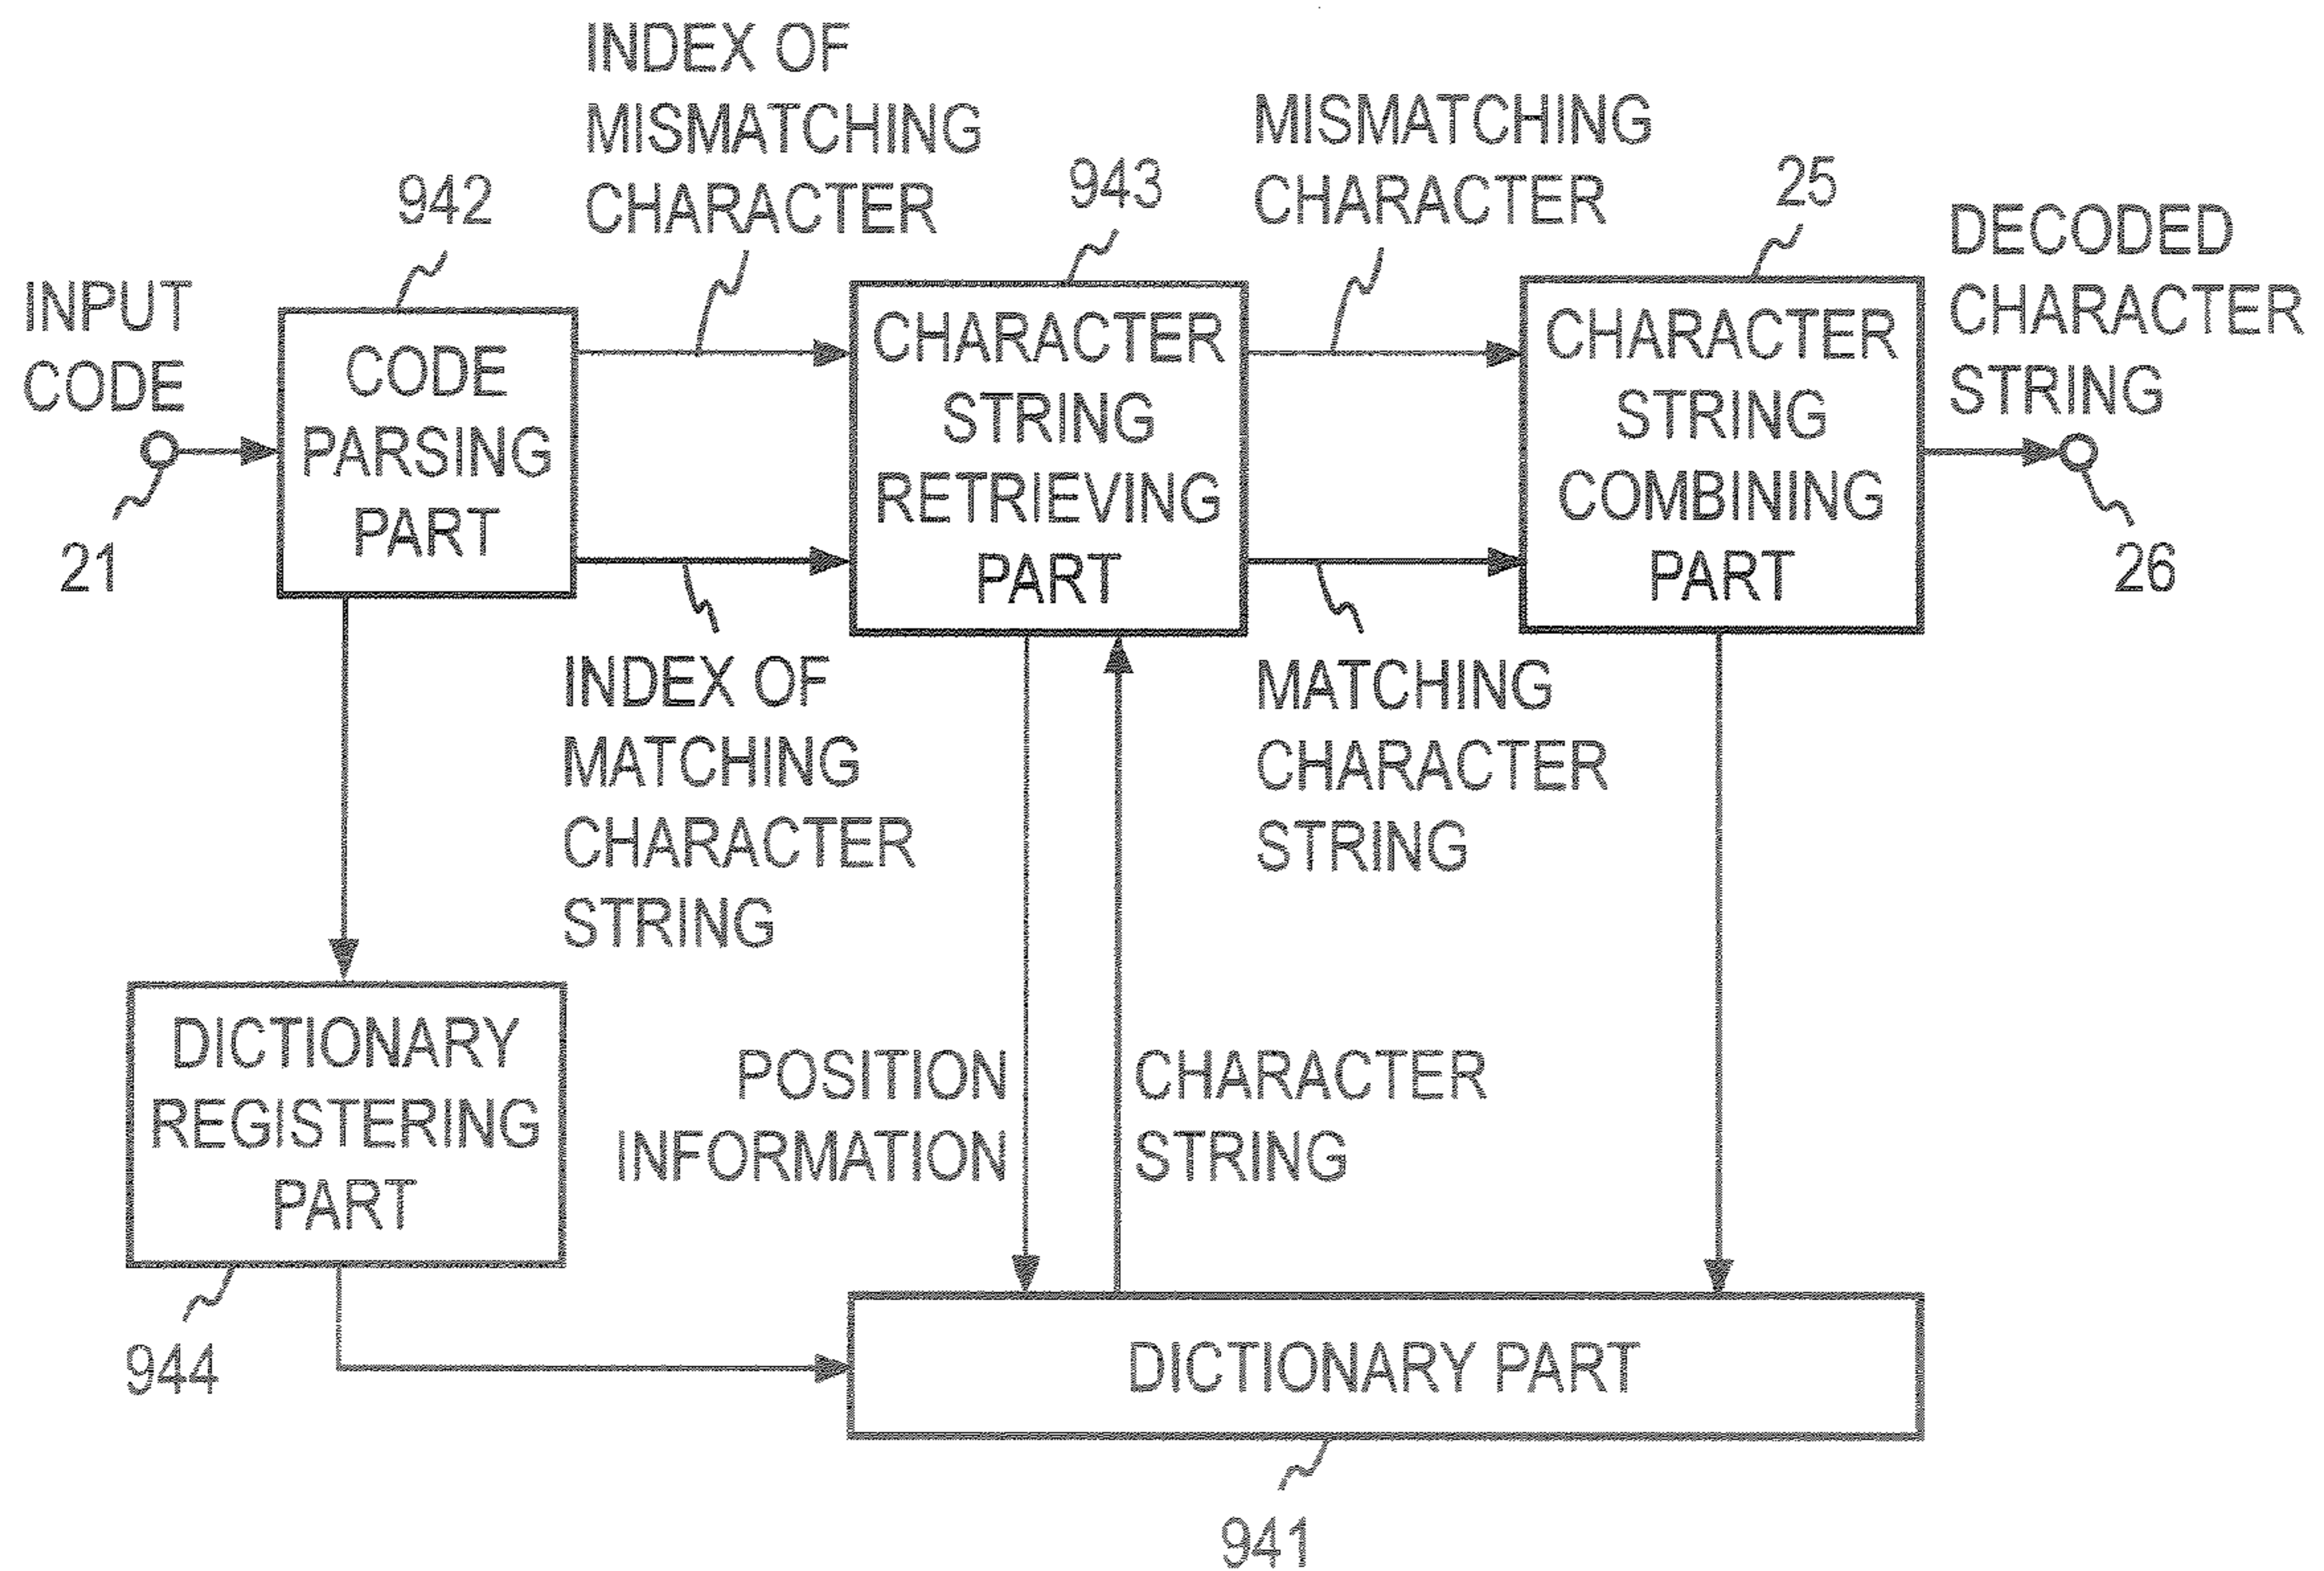 INDEX OF
MISMATCHING
CHARACTER
MISMATCHING
CHARACTER
942
943
25
INPUT
CODE
DECODED
CHARACTER
STRING
CODE
PARSING
PART
CHARACTER
STRING
RETRIEVING
PART
CHARACTER
STRING
COMBINING
PART
21
26
INDEX OF
MATCHING
CHARACTER
STRING
MATCHING
CHARACTER
STRING
DICTIONARY
REGISTERING
PART
POSITION
INFORMATION
CHARACTER
STRING
944
DICTIONARY PART
941